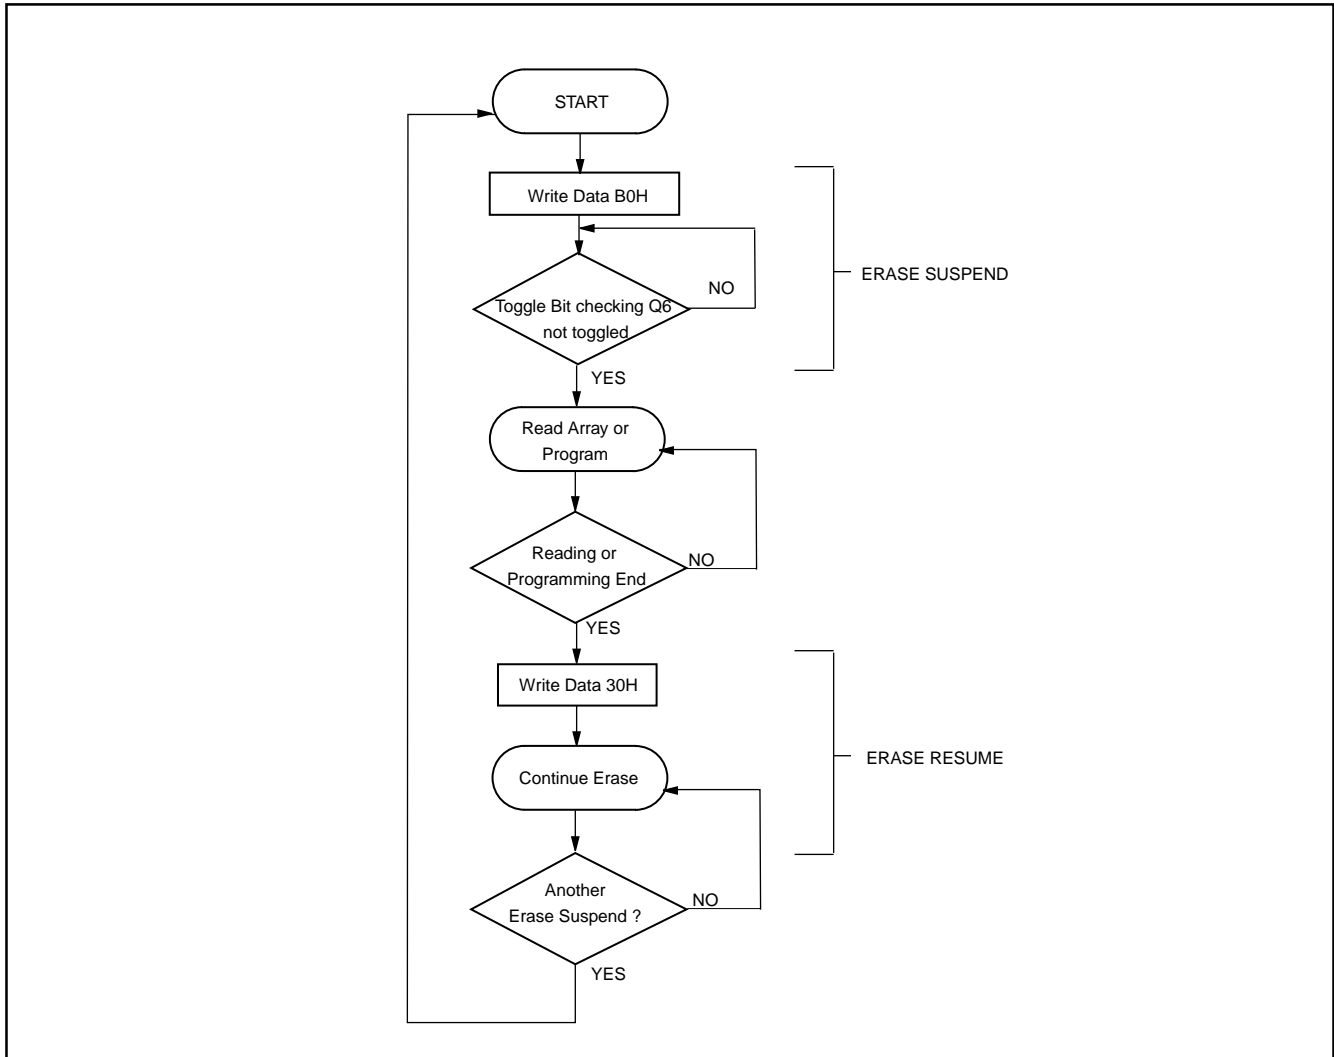 START
Write Data B0H
ERASE SUSPEND
NO
Toggle Bit checking Q6
not toggled
YES
Read Array or
Program
Reading or
NO
Programming End
YES
Write Data 30H
ERASE RESUME
Continue Erase
Another
NO
Erase Suspend ?
YES